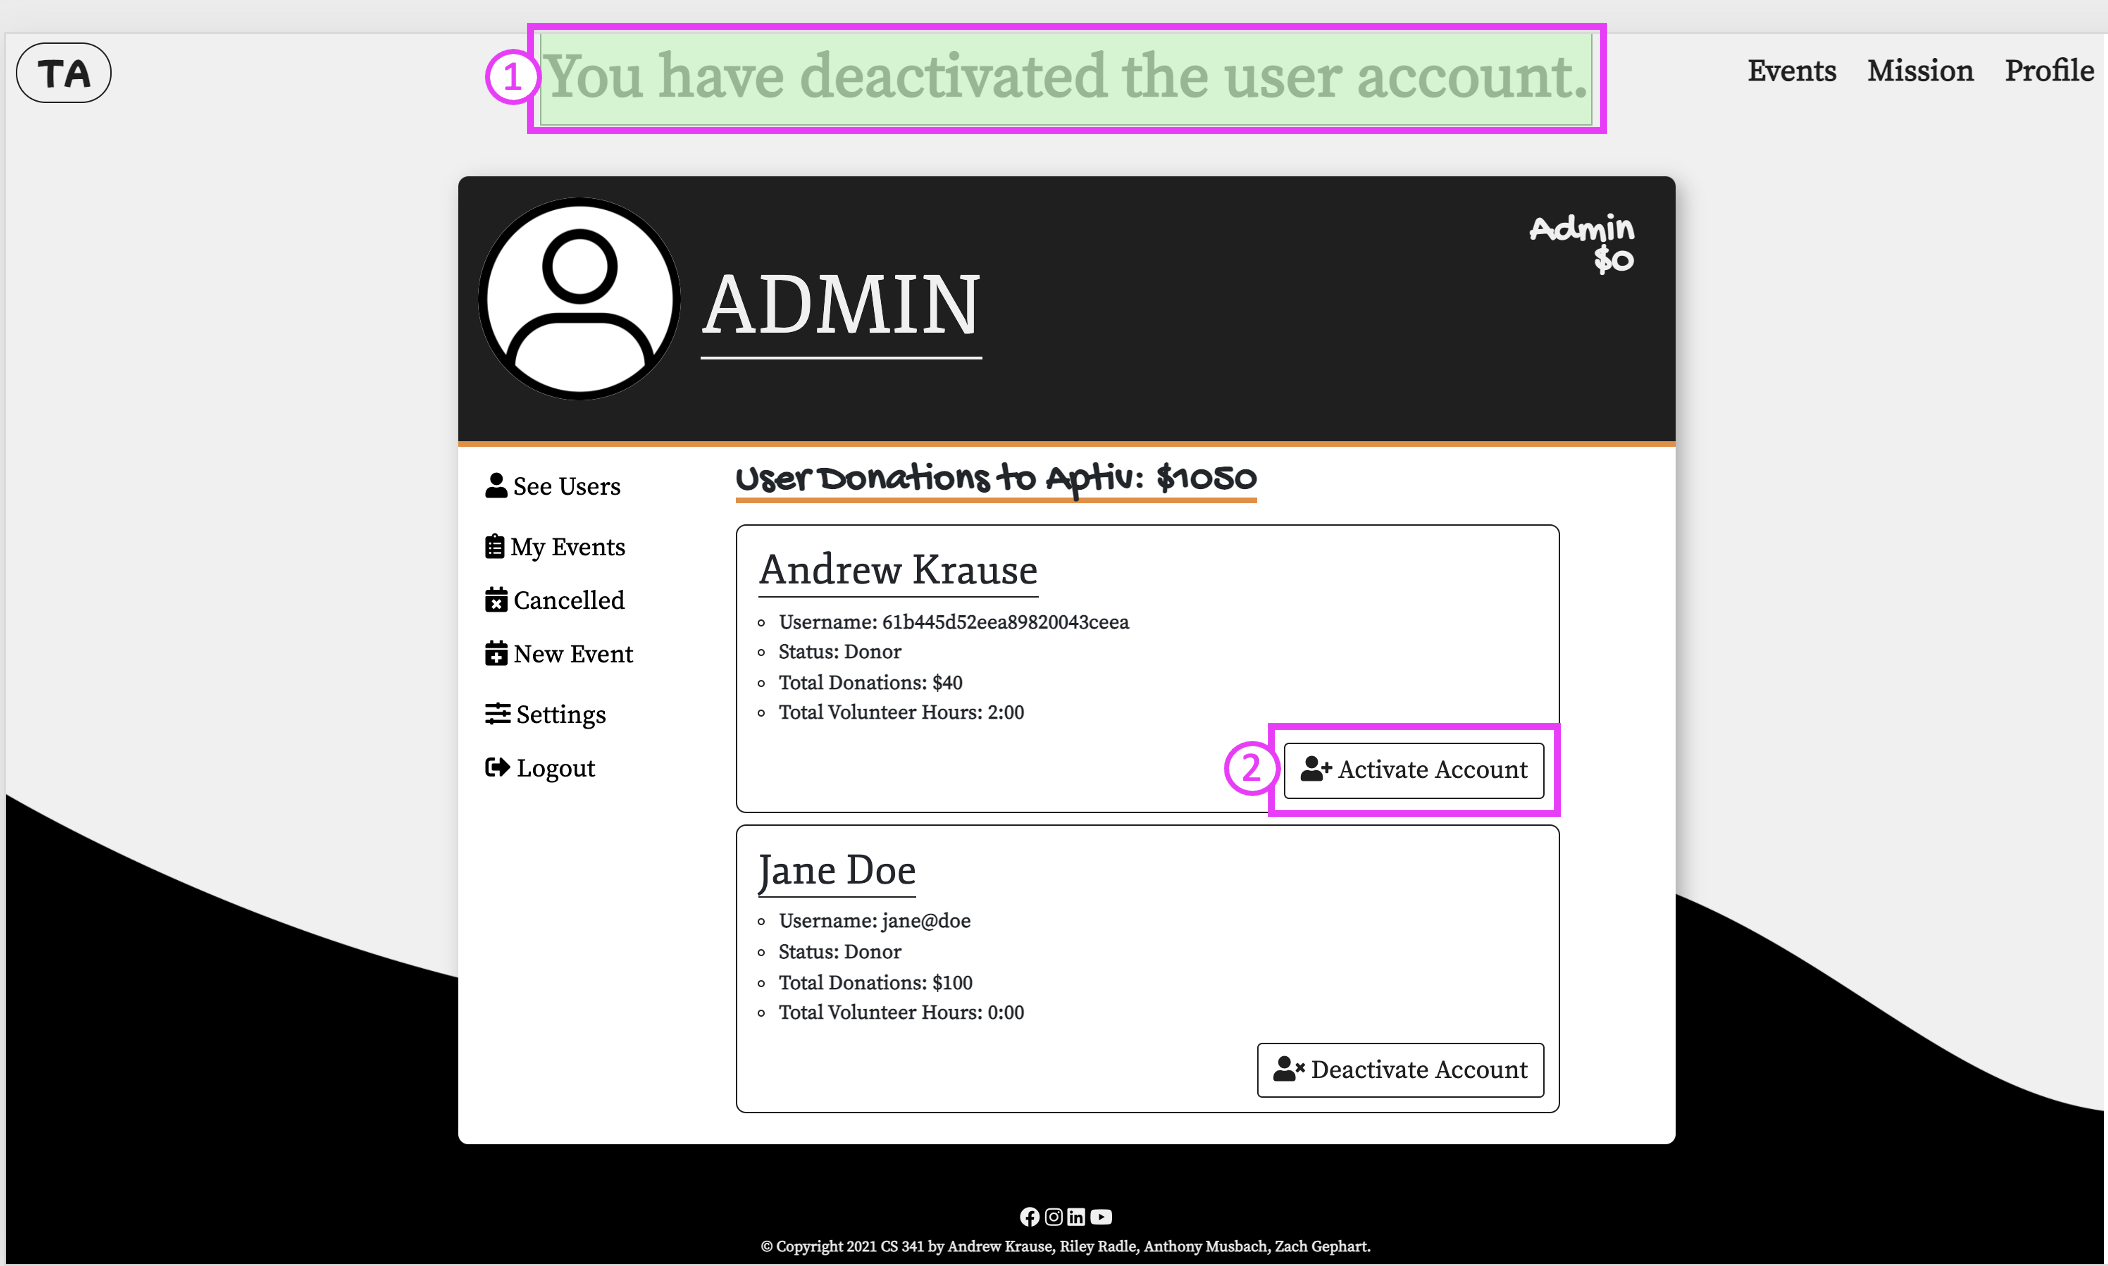 TA
1
You have deactivated the user account.
Events Mission Profile
Admin
$0
ADMIN
See Users
My Events
Cancelled
New Event
Settings
Logout
User Donations to Aptiv: $1050
Andrew Krause
Username: 61b445d52eea89820043ceea
Status: Donor
Total Donations: $40
Total Volunteer Hours: 2:00
2
Activate Account
Jane Doe
Username: jane@doe
Status: Donor
Total Donations: $100
Total Volunteer Hours: 0:00
Deactivate Account
© Copyright 2021 CS 341 by Andrew Krause, Riley Radle, Anthony Musbach, Zach Gephart.